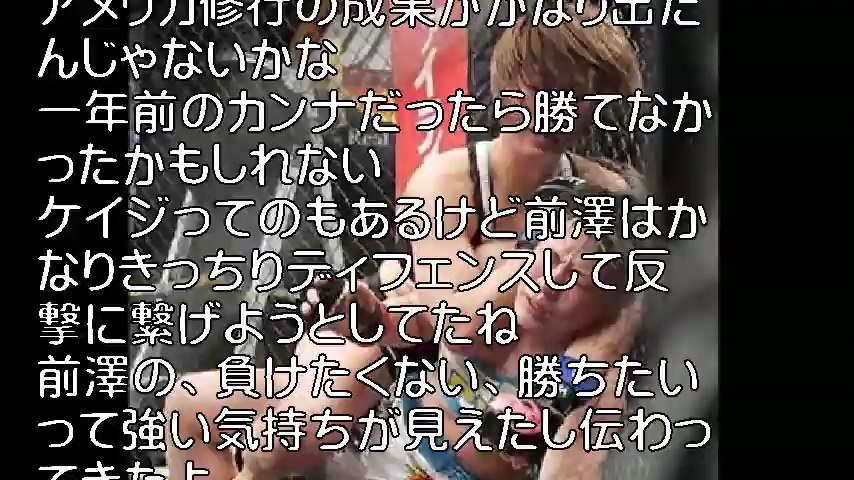 アメリカ修行の成果がかなり出た
んじゃないかな
一年前のカンナだったら勝てなか
ったかもしれない
ケイジってのもあるけど前澤はか
なりきっちりディフェンスして反
撃に繋げようとしてたね
前澤の、負けたくない、勝ちたい
って強い気持ちが見えたし伝わっ
てきたよ